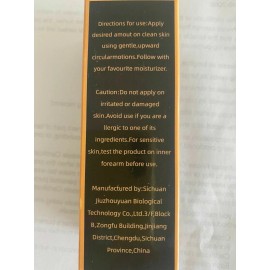 Directions for use:Apply
desired amout on clean skin
using gentle,upward
circularmotions.Follow with
your favourite moisturizer.
Caution:Do not apply on
irritated or damaged
skin.Avoid use if you are a
llergic to one of its
ingredients.For sensitive
skin,test the product on inner
forearm before use.
Manufactured by:Sichuan
Jiuzhouyuan Biological
Technology Co.,Ltd.3/F,Block
B,Zongfu Building,Jinjiang
District,Chengdu,Sichuan
Province,China